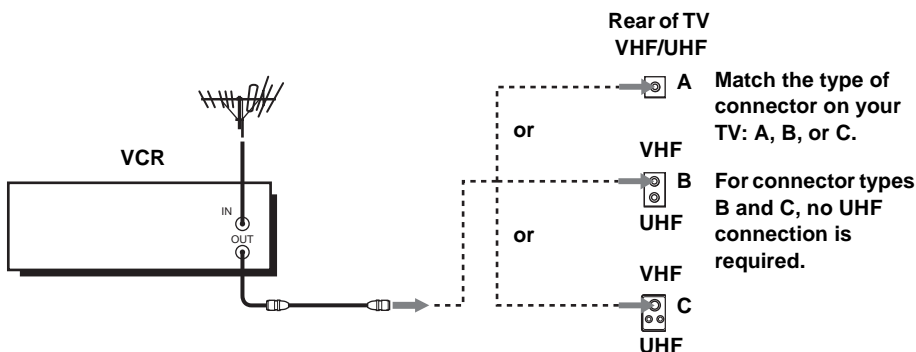 Rear of TV
VHF/UHF
A
Match the type of
connector on your
TV: A, B, or C.
or
VCR
VHF
B
For connector types
B and C, no UHF
connection is
required.
IN
UHF
OUT
or
VHF
C
UHF